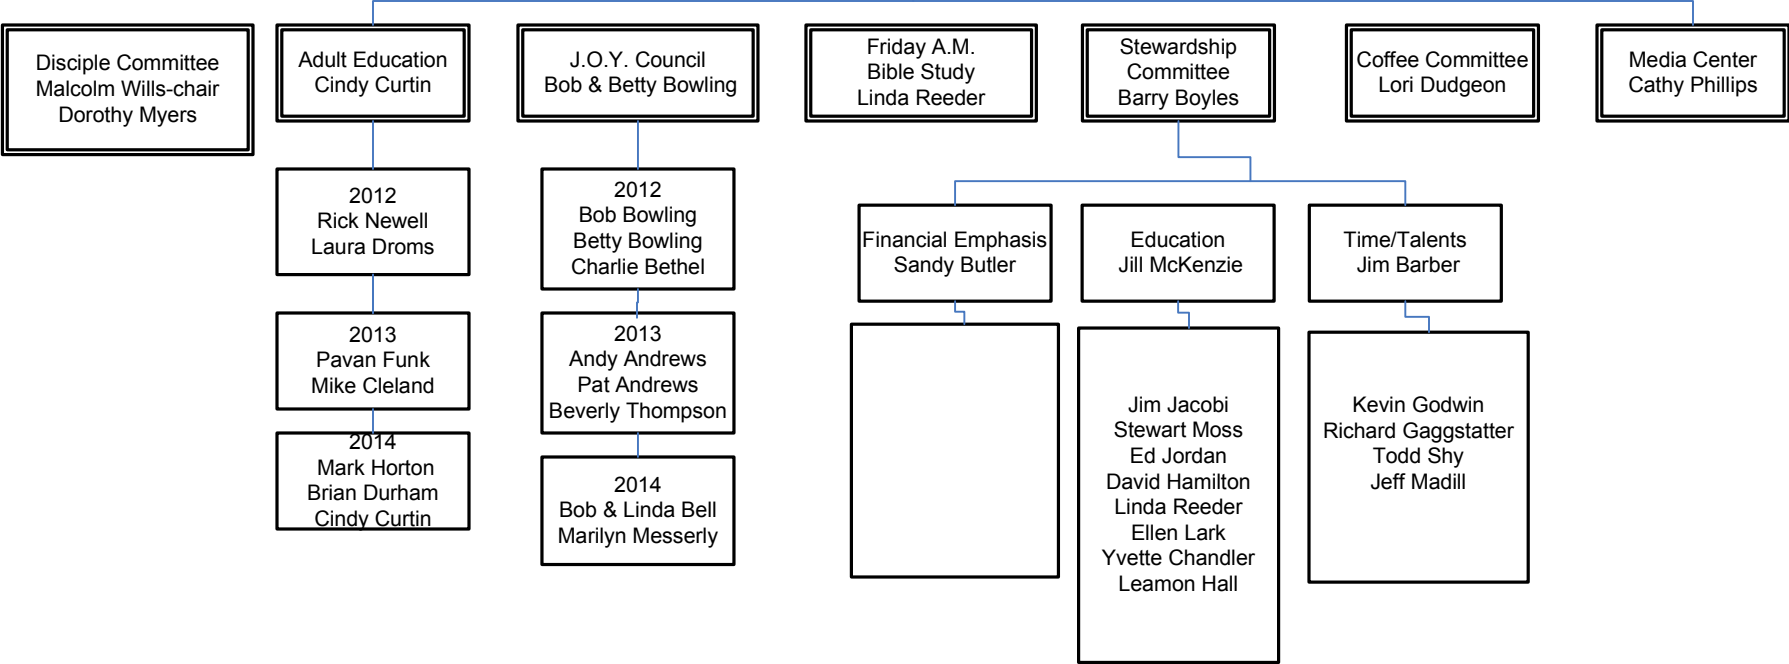 Disciple Committee
Malcolm Wills-chair
Dorothy Myers
Adult Education
Cindy Curtin
J.O.Y. Council
Bob & Betty Bowling
Friday A.M.
Bible Study
Linda Reeder
Stewardship
Committee
Barry Boyles
Coffee Committee
Lori Dudgeon
Media Center
Cathy Phillips
2012
Rick Newell
Laura Droms
2012
Bob Bowling
Betty Bowling
Charlie Bethel
Financial Emphasis
Sandy Butler
Education
Jill McKenzie
Time/Talents
Jim Barber
2013
Pavan Funk
Mike Cleland
2013
Andy Andrews
Pat Andrews
Beverly Thompson
Jim Jacobi
Stewart Moss
Ed Jordan
David Hamilton
Linda Reeder
Ellen Lark
Yvette Chandler
Leamon Hall
Kevin Godwin
Richard Gaggstatter
Todd Shy
Jeff Madill
2014
Mark Horton
Brian Durham
Cindy Curtin
2014
Bob & Linda Bell
Marilyn Messerly